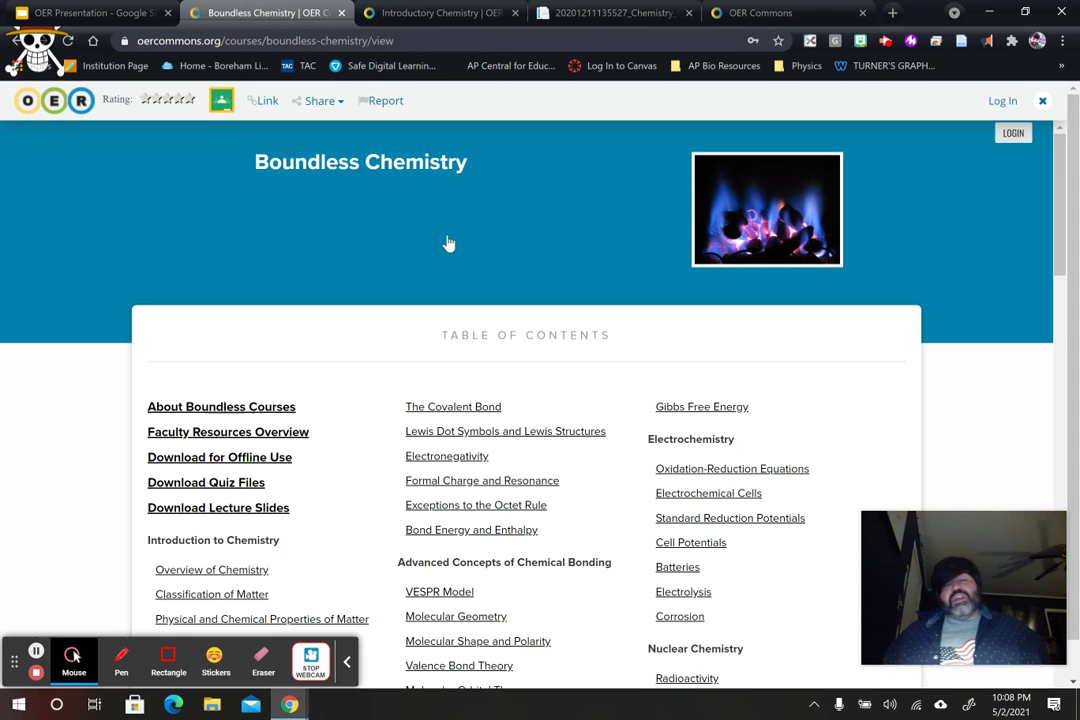 OER Presentation - Google Sl
Boundless Chemistry | OER C
Introductory Chemistry | OER
20201211135527_Chemistry_
OER Commons
oercommons.org/courses/boundless-chemistry/view
Institution Page
Home - Boreham Li...
TAC
TAC
Safe Digital Learnin...
AP Central for Educ...
Log In to Canvas
AP Bio Resources
Physics
TURNER'S GRAPH...
»
OER
Rating:
Link
Share
Report
Log In
LOGIN
Boundless Chemistry
TABLE OF CONTENTS
About Boundless Courses
Faculty Resources Overview
Download for Offline Use
Download Quiz Files
Download Lecture Slides
Introduction to Chemistry
Overview of Chemistry
Classification of Matter
Physical and Chemical Properties of Matter
The Covalent Bond
Lewis Dot Symbols and Lewis Structures
Electronegativity
Formal Charge and Resonance
Exceptions to the Octet Rule
Bond Energy and Enthalpy
Advanced Concepts of Chemical Bonding
VESPR Model
Molecular Geometry
Molecular Shape and Polarity
Valence Bond Theory
Gibbs Free Energy
Electrochemistry
Oxidation-Reduction Equations
Electrochemical Cells
Standard Reduction Potentials
Cell Potentials
Batteries
Electrolysis
Corrosion
Nuclear Chemistry
Radioactivity
Mouse
Pen
Rectangle
Stickers
Eraser
STOP
WEBCAM
10:08 PM
5/2/2021